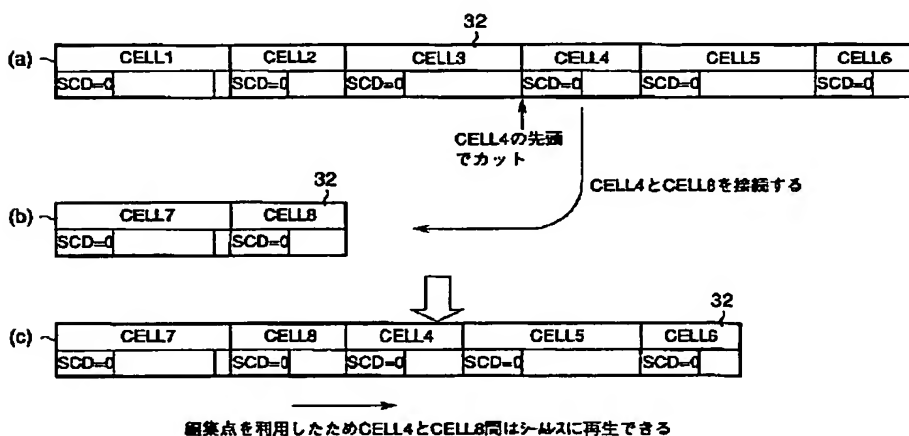 32
(a) CELL1 CELL2 CELL3 CELL4 CELL5 CELL6
SCD=0 SCD=0 SCD=0 SCD=0 SCD=0 SCD=0
CELL4の先頭
でカット
CELL4とCELL8を接続する
32
(b) CELL7 CELL8
SCD=0 SCD=0
32
(c) CELL7 CELL8 CELL4 CELL5 CELL6
SCD=0 SCD=0 SCD=0 SCD=0 SCD=0
編集点を利用したためCELL4とCELL8間はシームレスに再生できる